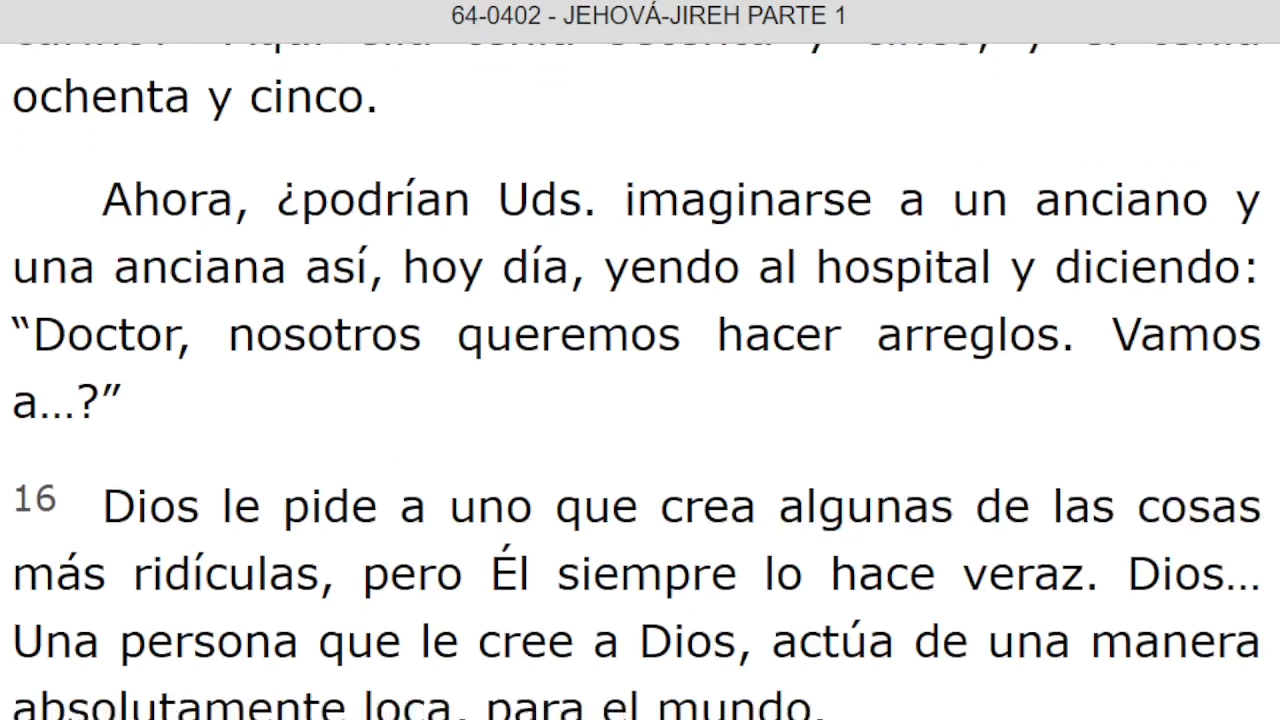 64-0402 - JEHOVÁ-JIREH PARTE 1
ochenta y cinco.
Ahora, ¿podrían Uds. imaginarse a un anciano y
una anciana así, hoy día, yendo al hospital y diciendo:
“Doctor, nosotros queremos hacer arreglos. Vamos
a…?”
16 Dios le pide a uno que crea algunas de las cosas
más ridículas, pero Él siempre lo hace veraz. Dios…
Una persona que le cree a Dios, actúa de una manera
absolutamente loca, para el mundo.